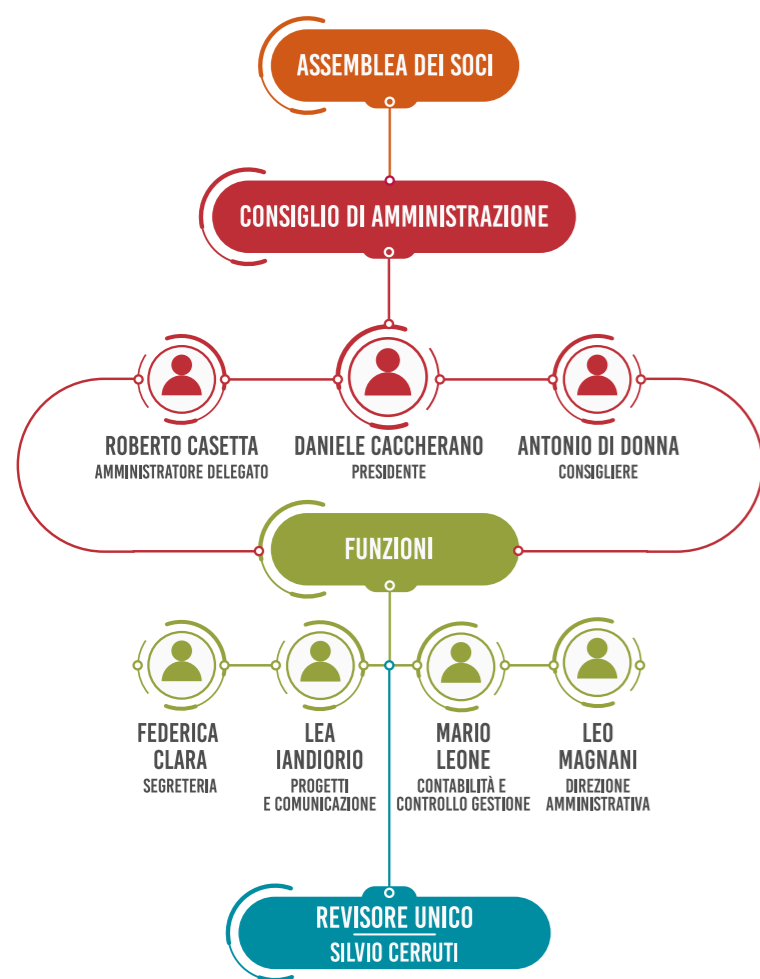 ASSEMBLEA DEI SOCI
CONSIGLIO DI AMMINISTRAZIONE
ROBERTO CASETTA
AMMINISTRATORE DELEGATO
DANIELE CACCHERANO
PRESIDENTE
ANTONIO DI DONNA
CONSIGLIERE
FUNZIONI
FEDERICA
CLARA
SEGRETERIA
LEA
IANDIORIO
PROGETTI
E COMUNICAZIONE
MARIO
LEONE
CONTABILITÀ E
CONTROLLO GESTIONE
LEO
MAGNANI
DIREZIONE
AMMINISTRATIVA
REVISORE UNICO
SILVIO CERRUTI